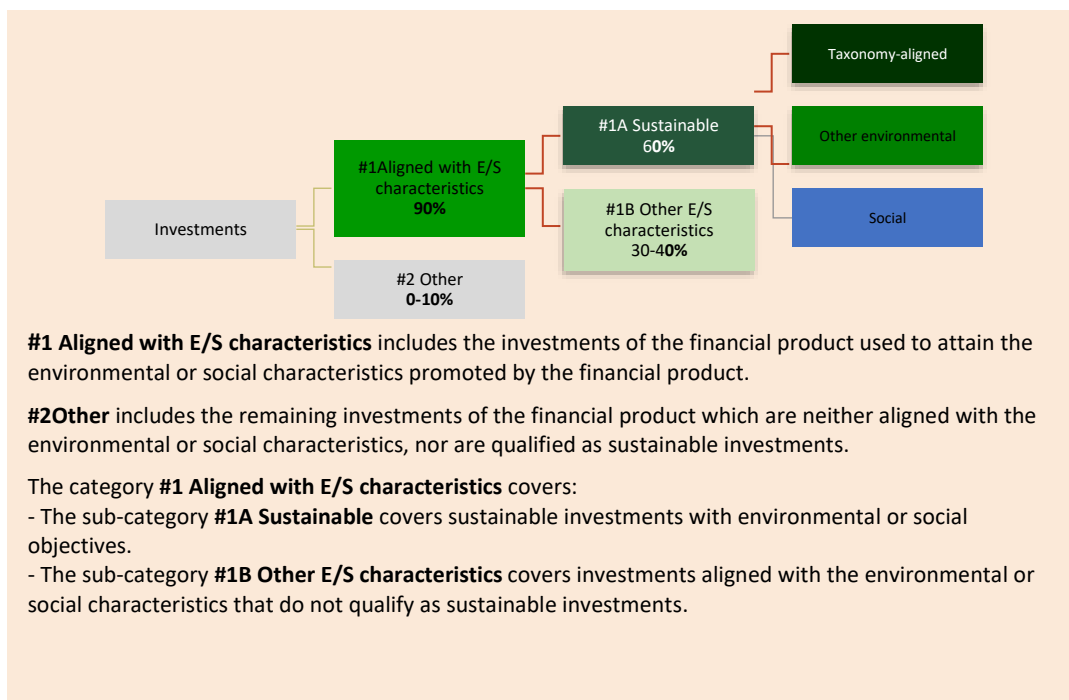 Taxonomy-aligned
#1A Sustainable
60%
Other environmental
#1Aligned with E/S
characteristics
90%
#1B Other E/S
characteristics
30-40%
Social
Investments
#2 Other
0-10%
#1 Aligned with E/S characteristics includes the investments of the financial product used to attain the
environmental or social characteristics promoted by the financial product.
#2Other includes the remaining investments of the financial product which are neither aligned with the
environmental or social characteristics, nor are qualified as sustainable investments.
The category #1 Aligned with E/S characteristics covers:
- The sub-category #1A Sustainable covers sustainable investments with environmental or social
objectives.
- The sub-category #1B Other E/S characteristics covers investments aligned with the environmental or
social characteristics that do not qualify as sustainable investments.